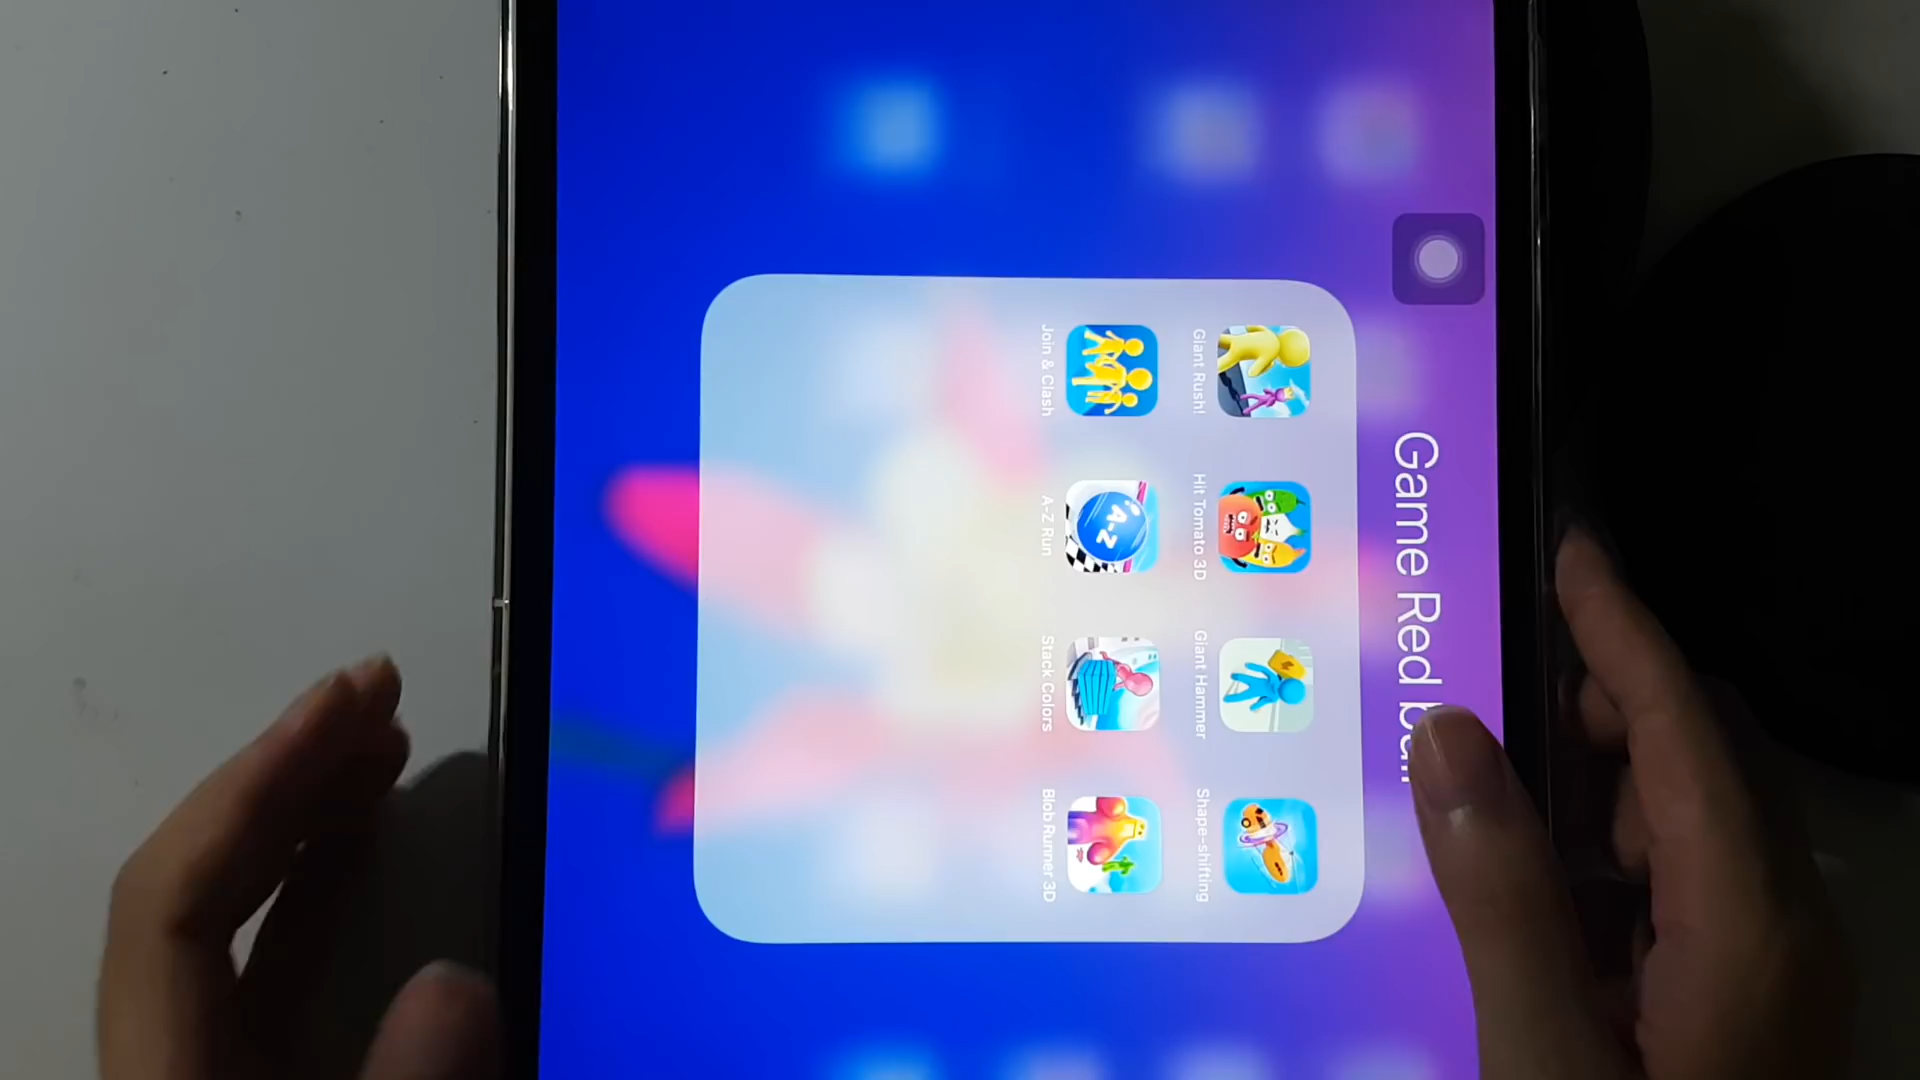 Game Red ball
Giant Rush!
Hit Tomato 3D
Giant Hammer
Shape-shifting
Join & Clash
A-Z
A-Z Run
Stack Colors
Blob Runner 3D